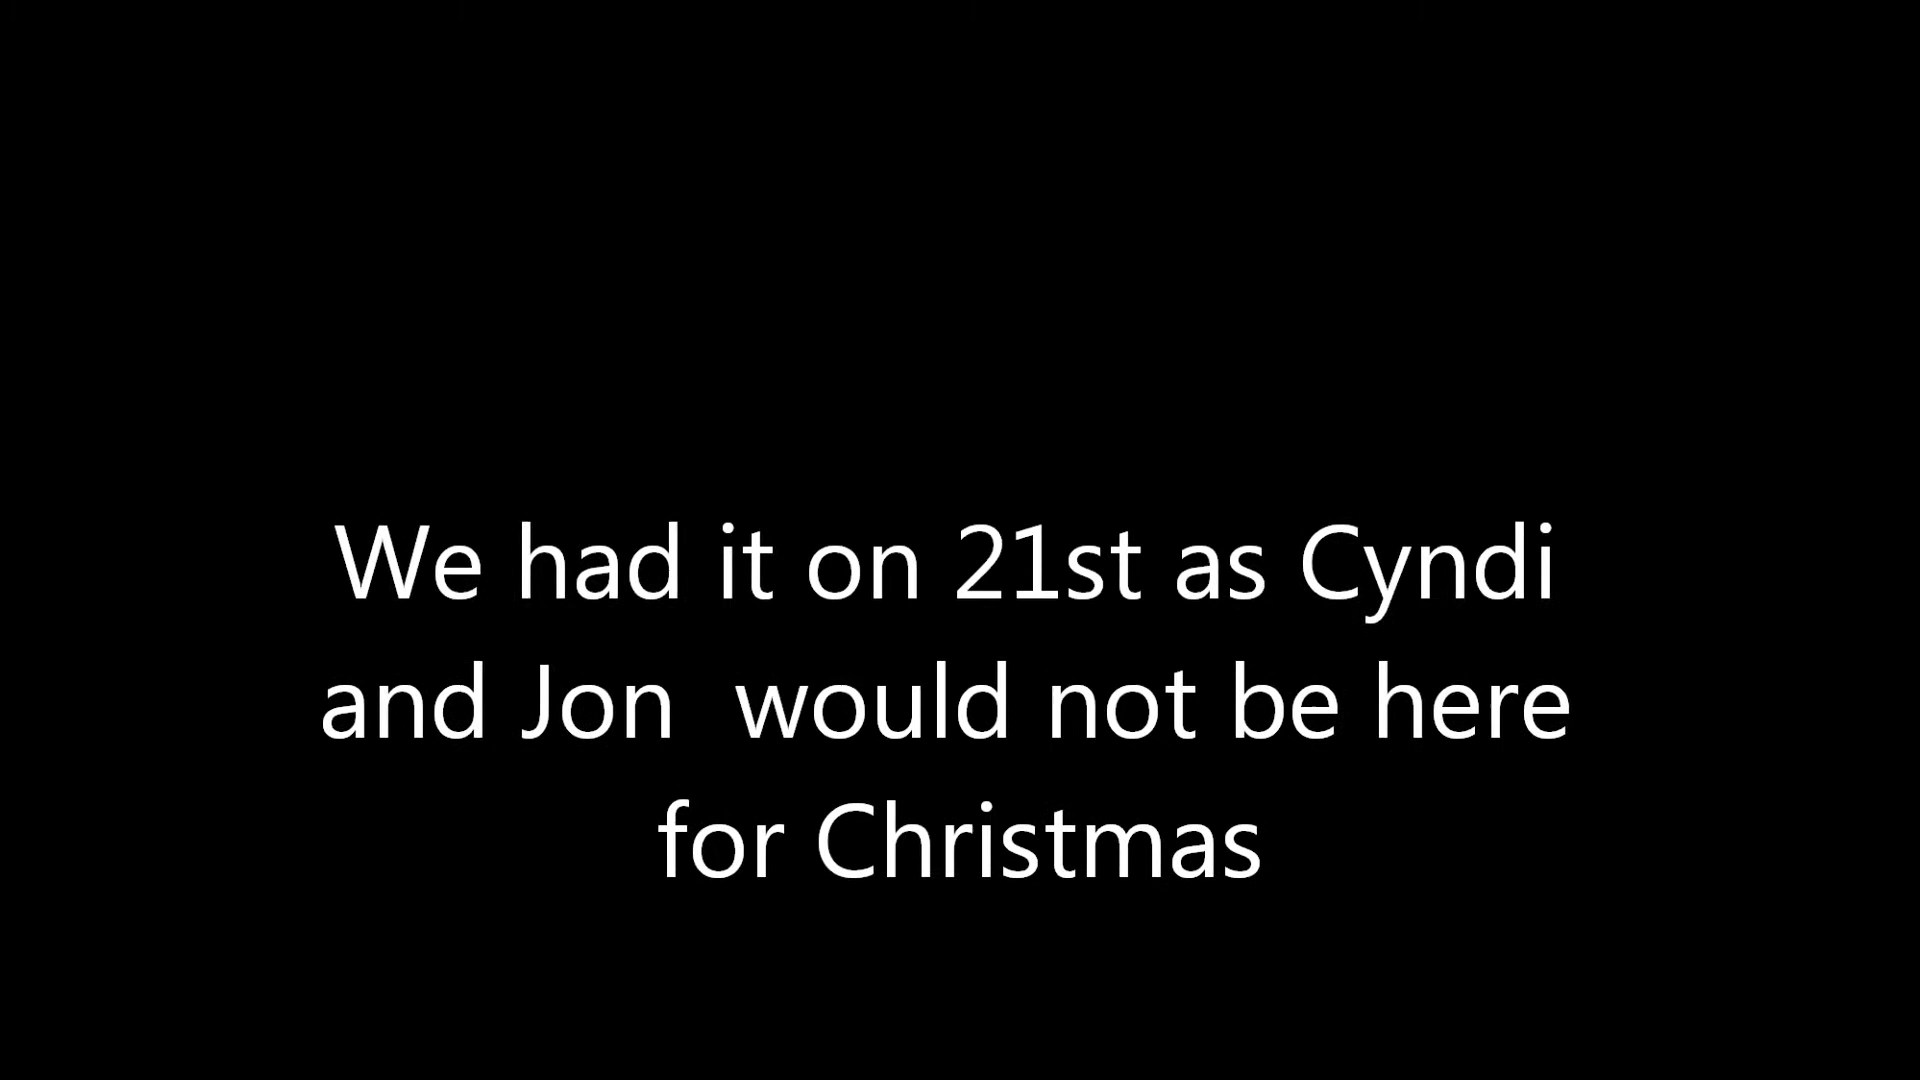 We had it on 21st as Cyndi
and Jon  would not be here
for Christmas